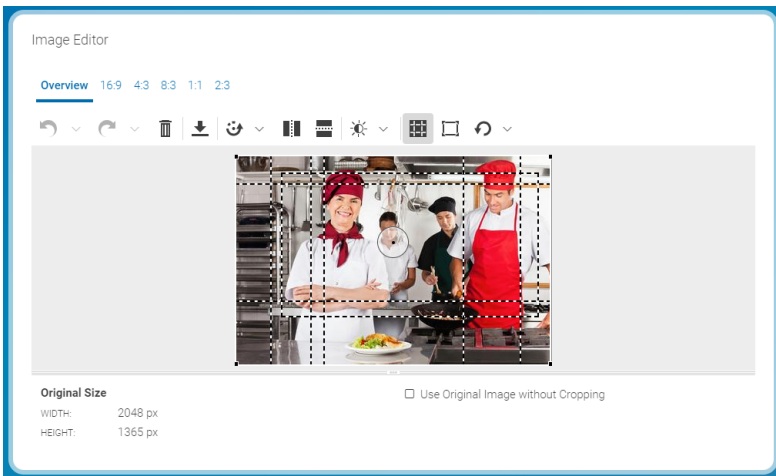 Image Editor
Overview 16:9 4:3 8:3 1:1 2:3
Original Size
Use Original Image without Cropping
WIDTH: 2048 px
HEIGHT: 1365 px